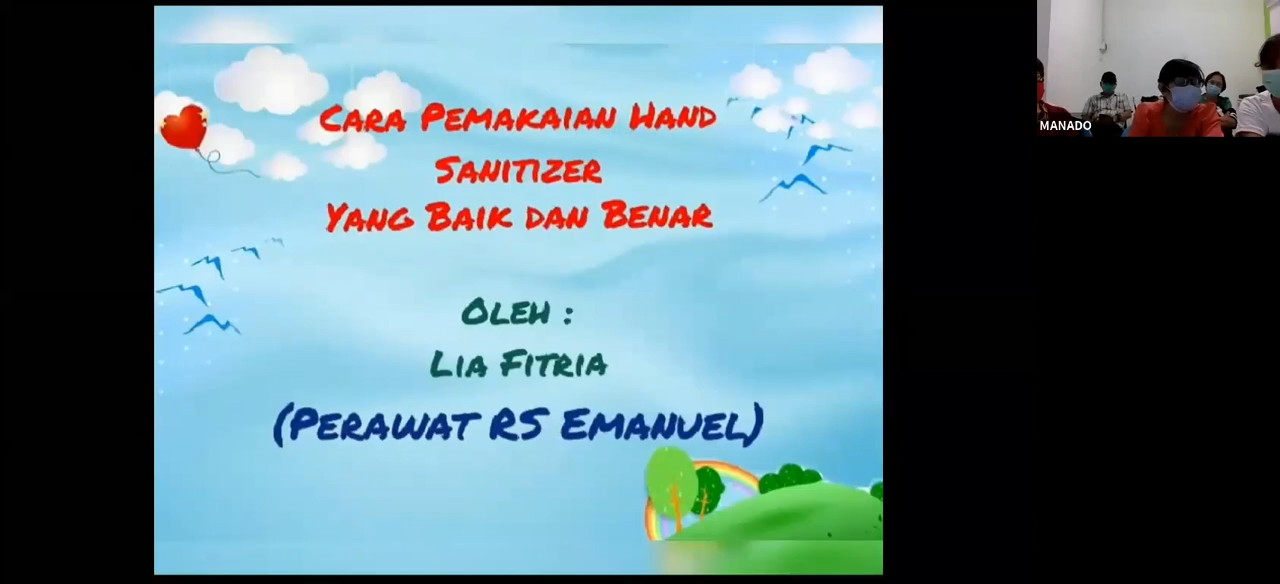 Cara Pemakaian Hand
Sanitizer
Yang Baik dan Benar
Oleh :
Lia Fitria
(Perawat RS Emanuel)
MANADO